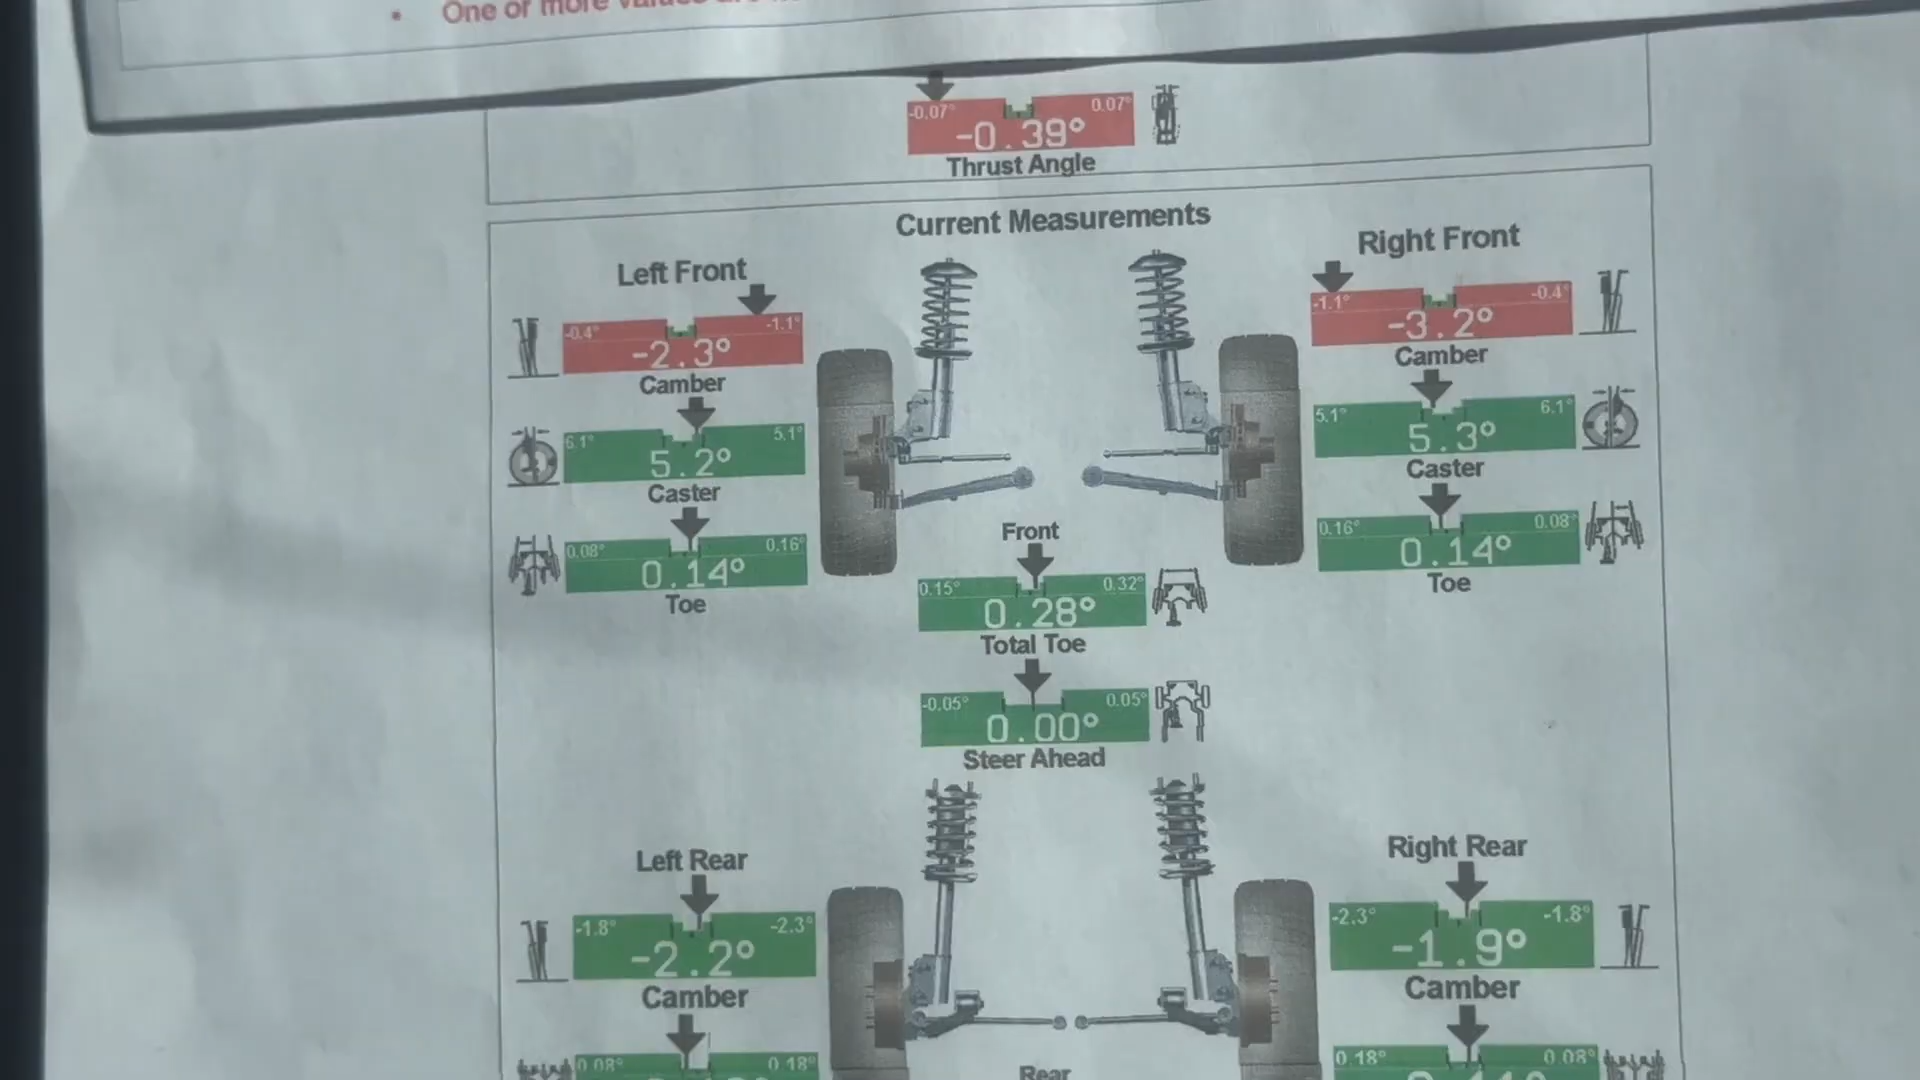 One or more values are
-0.07° 0.07°
-0.39°
Thrust Angle
Current Measurements
Left Front
-0.4° -1.1°
-2.3°
Camber
6.1° 5.1°
5.2°
Caster
0.08° 0.16°
0.14°
Toe
Right Front
-1.1° -0.4°
-3.2°
Camber
5.1° 6.1°
5.3°
Caster
0.16° 0.08°
0.14°
Toe
Front
0.15° 0.32°
0.28°
Total Toe
-0.05° 0.05°
0.00°
Steer Ahead
Left Rear
-1.8° -2.3°
-2.2°
Camber
0.08° 0.18°
Right Rear
-2.3° -1.8°
-1.9°
Camber
0.18° 0.08°
Rear